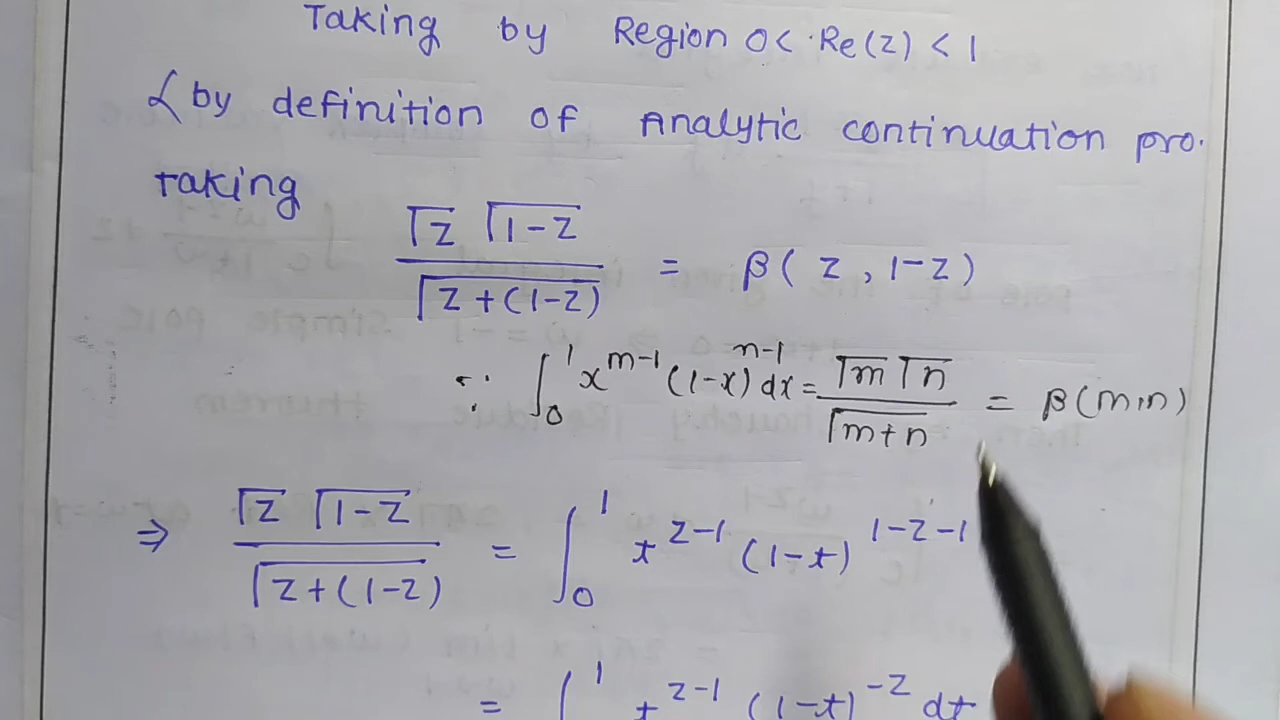 Taking by Region 0< Re(z) < 1
{by definition of Analytic continuation pro.
Taking
Γz Γ1-z / Γz+(1-z) = β( z , 1-z )
∵ ∫₀¹ x^{m-1} (1-x)^{n-1} dx = Γm Γn / Γm+n = β(m,n)
⇒ Γz Γ1-z / Γz+(1-z) = ∫₀¹ t^{z-1} (1-t)^{1-z-1}
= ∫ ¹ t^{z-1} (1-t)^{-z} dt